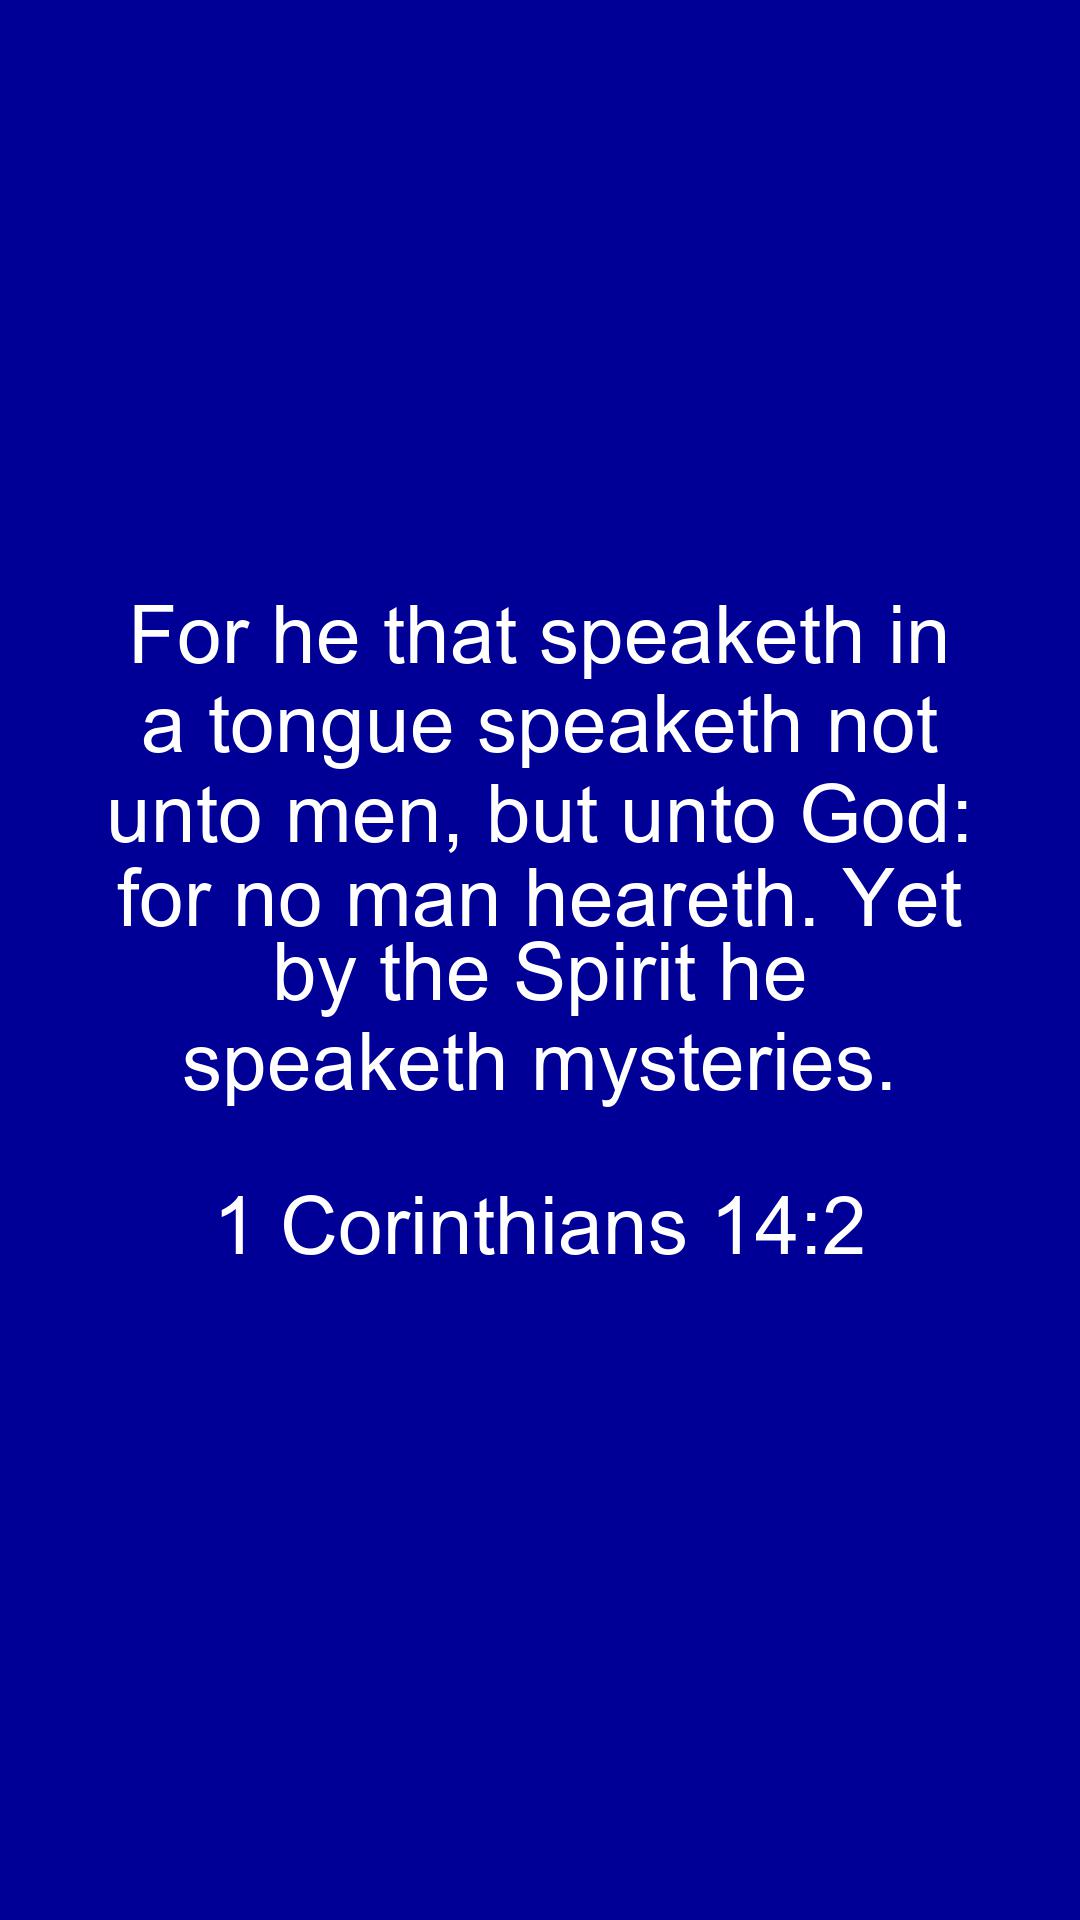 For he that speaketh in
a tongue speaketh not
unto men, but unto God:
for no man heareth. Yet
by the Spirit he
speaketh mysteries.
1 Corinthians 14:2